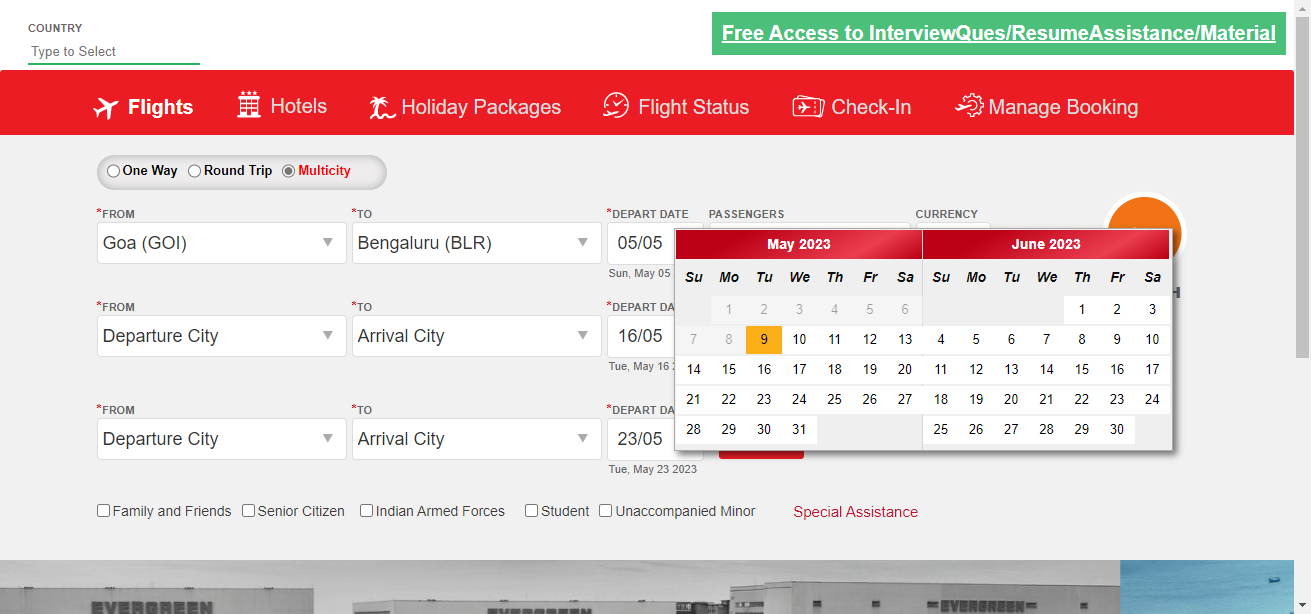 COUNTRY
Type to Select
Free Access to InterviewQues/ResumeAssistance/Material
Flights Hotels Holiday Packages Flight Status Check-In Manage Booking
One Way Round Trip Multicity
*FROM *TO *DEPART DATE PASSENGERS CURRENCY
Goa (GOI) Bengaluru (BLR) 05/05
Sun, May 05
May 2023 June 2023
Su Mo Tu We Th Fr Sa Su Mo Tu We Th Fr Sa
1 2 3 4 5 6 1 2 3
7 8 9 10 11 12 13 4 5 6 7 8 9 10
14 15 16 17 18 19 20 11 12 13 14 15 16 17
21 22 23 24 25 26 27 18 19 20 21 22 23 24
28 29 30 31 25 26 27 28 29 30
*FROM *TO *DEPART DA
Departure City Arrival City 16/05
Tue, May 16
*FROM *TO *DEPART DA
Departure City Arrival City 23/05
Tue, May 23 2023
Family and Friends Senior Citizen Indian Armed Forces Student Unaccompanied Minor Special Assistance
EVERGREEN EVERGREEN EVERGREEN